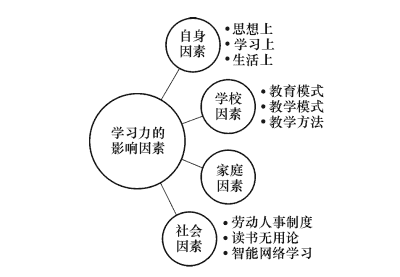 自身
因素
• 思想上
• 学习上
• 生活上
学校
因素
• 教育模式
• 教学模式
• 教学方法
学习力的
影响因素
家庭
因素
社会
因素
• 劳动人事制度
• 读书无用论
• 智能网络学习